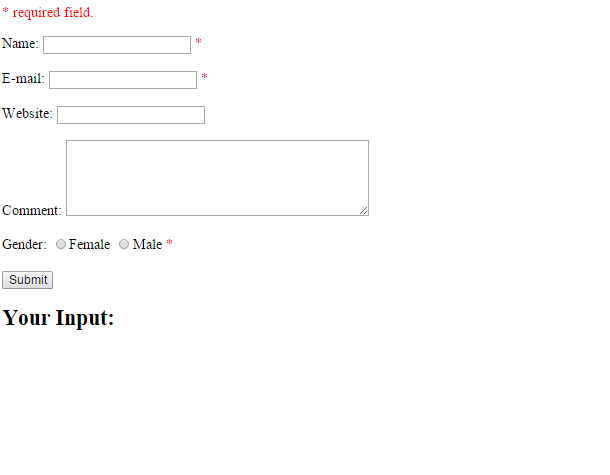 * required field.
Name: *
E-mail: *
Website:
Comment:
Gender: Female Male *
Submit
Your Input: